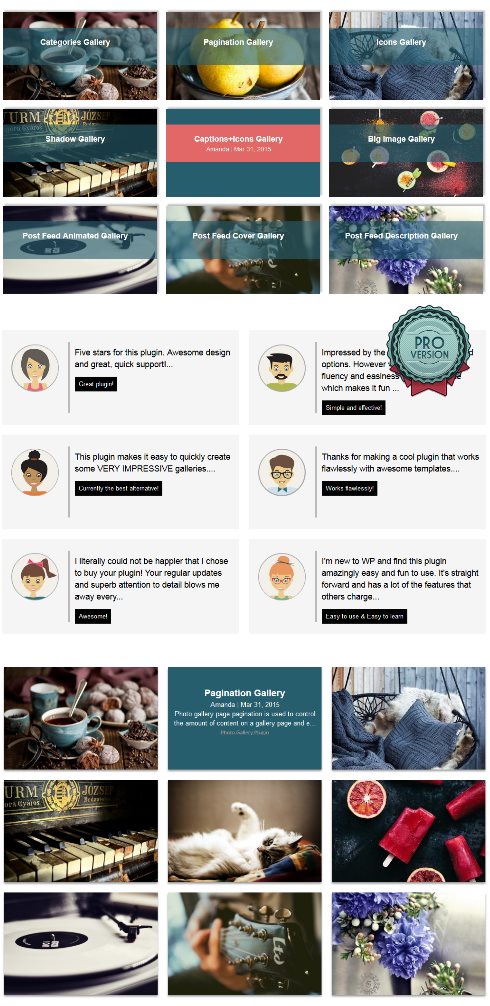 Categories Gallery
Pagination Gallery
Icons Gallery
TURM
JÓZSEF
Shadow Gallery
Captions+Icons Gallery
Amanda | Mar 31, 2015
Big Image Gallery
Post Feed Animated Gallery
Post Feed Cover Gallery
Post Feed Description Gallery
PRO
VERSION
Five stars for this plugin. Awesome design
and great, quick support!...
Great plugin!
Impressed by the
options. However
fluency and easiness
which makes it fun ...
Simple and effective!
This plugin makes it easy to quickly create
some VERY IMPRESSIVE galleries....
Currently the best alternative!
Thanks for making a cool plugin that works
flawlessly with awesome templates....
Works flawlessly!
I literally could not be happier that I chose
to buy your plugin! Your regular updates
and superb attention to detail blows me
away every...
Awesome!
I'm new to WP and find this plugin
amazingly easy and fun to use. It's straight
forward and has a lot of the features that
others charge...
Easy to use & Easy to learn
Pagination Gallery
Amanda | Mar 31, 2015
Photo gallery page pagination is used to control
the amount of content on a gallery page and e...
Photo,Gallery,Plugin
TURM
JÓZSEF